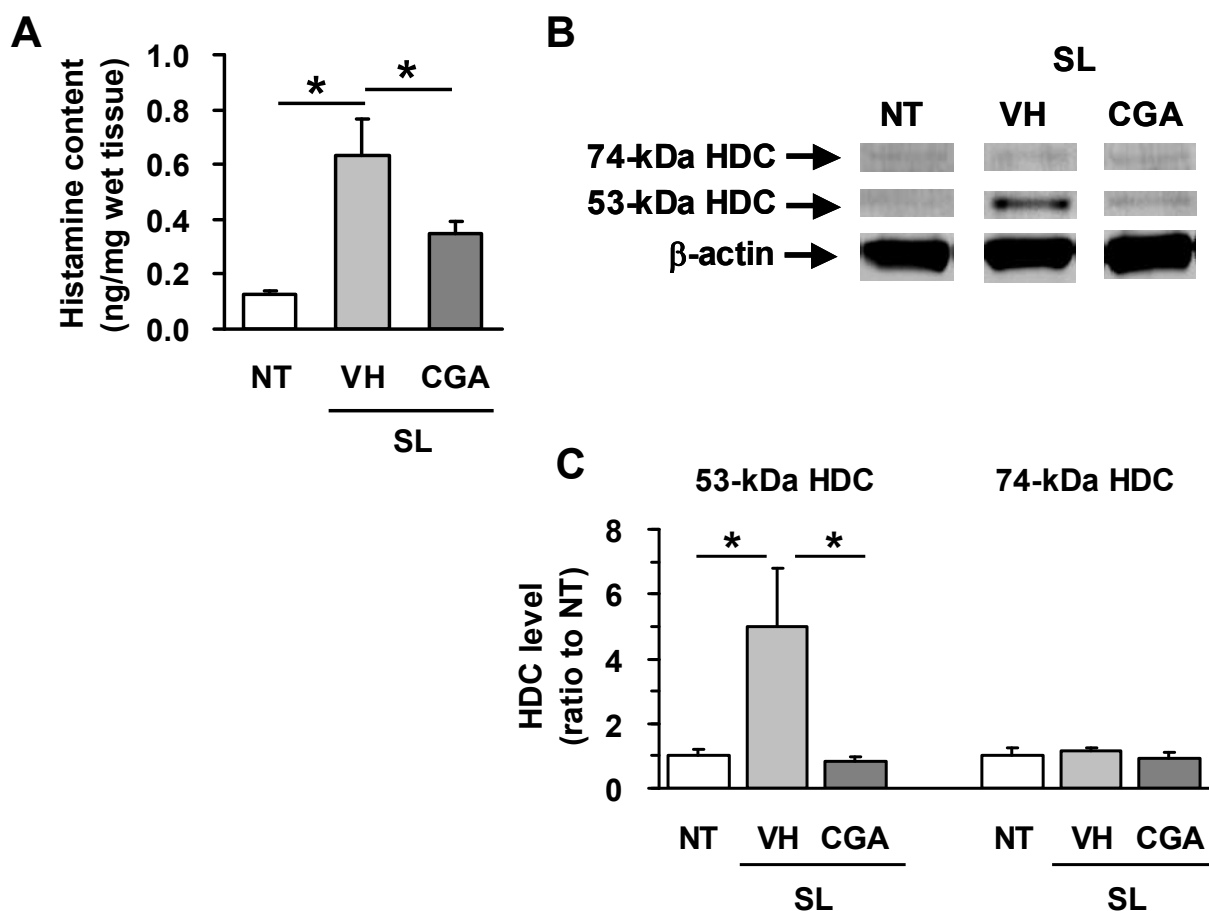 A
Histamine content
(ng/mg wet tissue)
1.0
0.8
0.6
0.4
0.2
0.0
*
*
NT VH CGA
SL
B
SL
NT VH CGA
74-kDa HDC
53-kDa HDC
β-actin
C
53-kDa HDC 74-kDa HDC
HDC level
(ratio to NT)
8
6
4
2
0
*
*
NT VH CGA NT VH CGA
SL SL